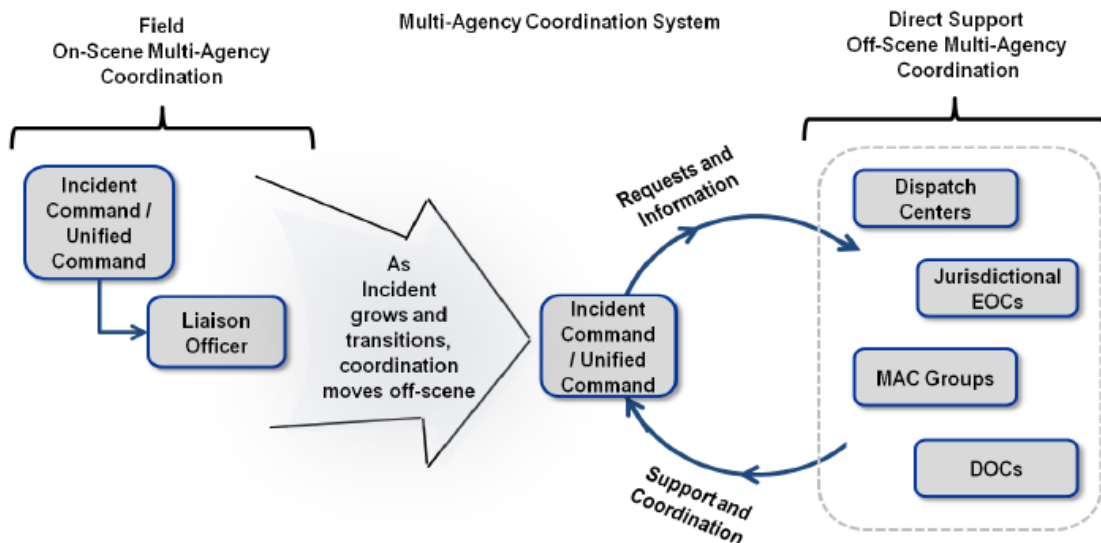 Field
On-Scene Multi-Agency
Coordination
Multi-Agency Coordination System
Direct Support
Off-Scene Multi-Agency
Coordination
Incident
Command /
Unified
Command
Liaison
Officer
As
Incident
grows and
transitions,
coordination
moves off-scene
Incident
Command
/ Unified
Command
Requests and
Information
Support and
Coordination
Dispatch
Centers
Jurisdictional
EOCs
MAC Groups
DOCs